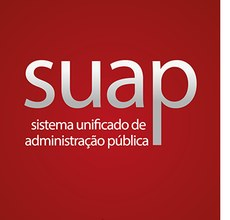 suap
sistema unificado de
administração pública